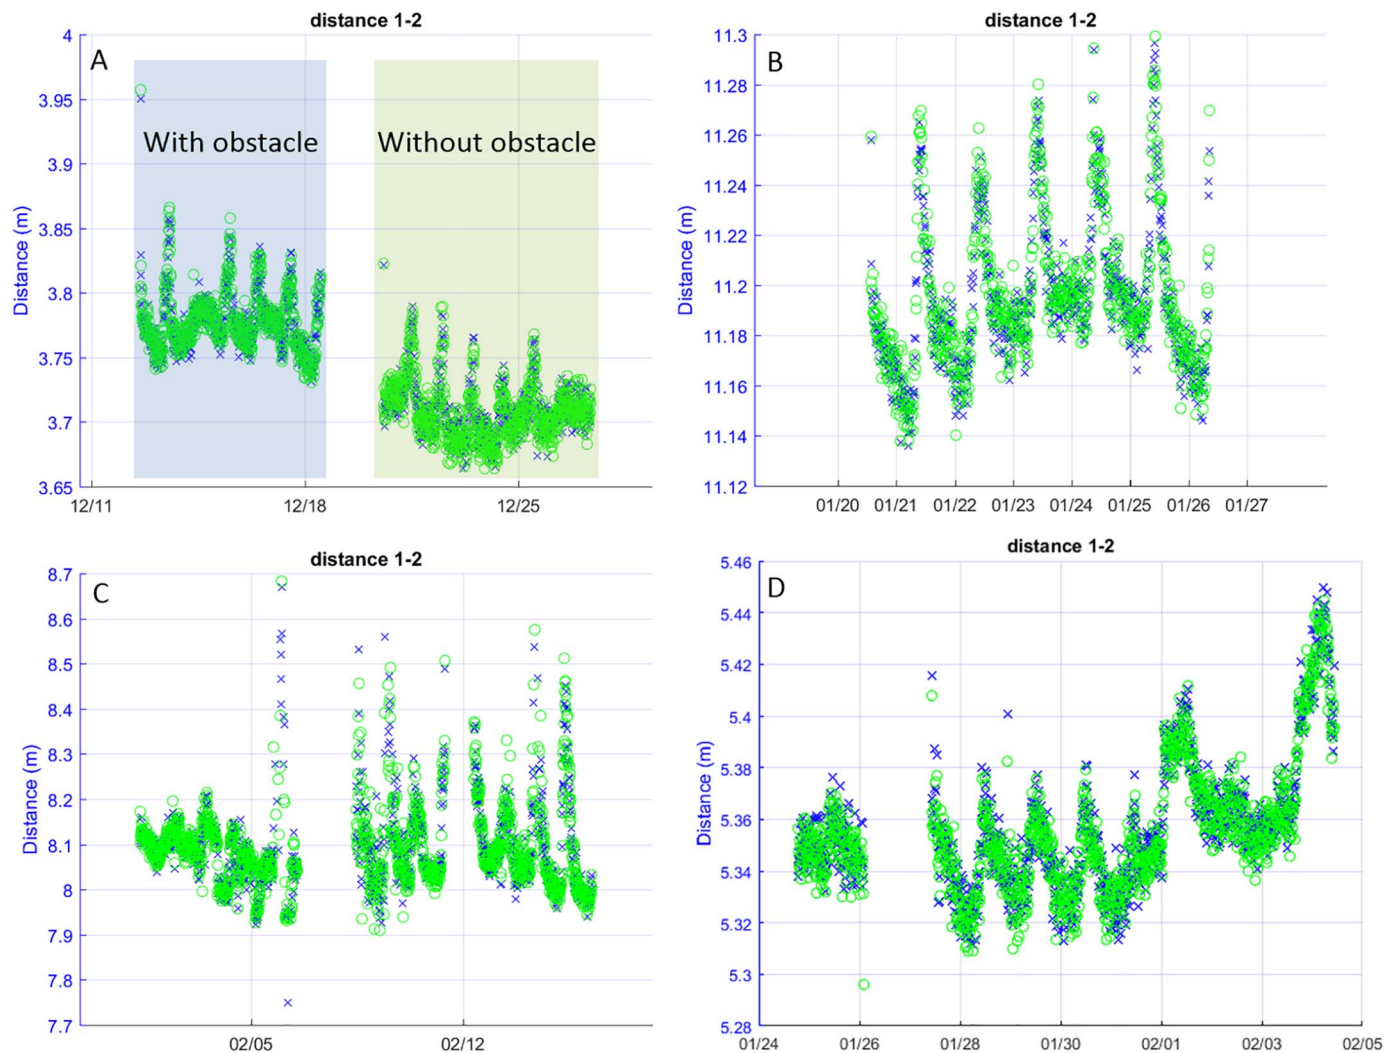 distance 1-2
A
With obstacle
Without obstacle
Distance (m)
4
3.95
3.9
3.85
3.8
3.75
3.7
3.65
12/11 12/18 12/25
distance 1-2
B
Distance (m)
11.3
11.28
11.26
11.24
11.22
11.2
11.18
11.16
11.14
11.12
01/20 01/21 01/22 01/23 01/24 01/25 01/26 01/27
distance 1-2
C
Distance (m)
8.7
8.6
8.5
8.4
8.3
8.2
8.1
8
7.9
7.8
7.7
02/05 02/12
distance 1-2
D
Distance (m)
5.46
5.44
5.42
5.4
5.38
5.36
5.34
5.32
5.3
5.28
01/24 01/26 01/28 01/30 02/01 02/03 02/05